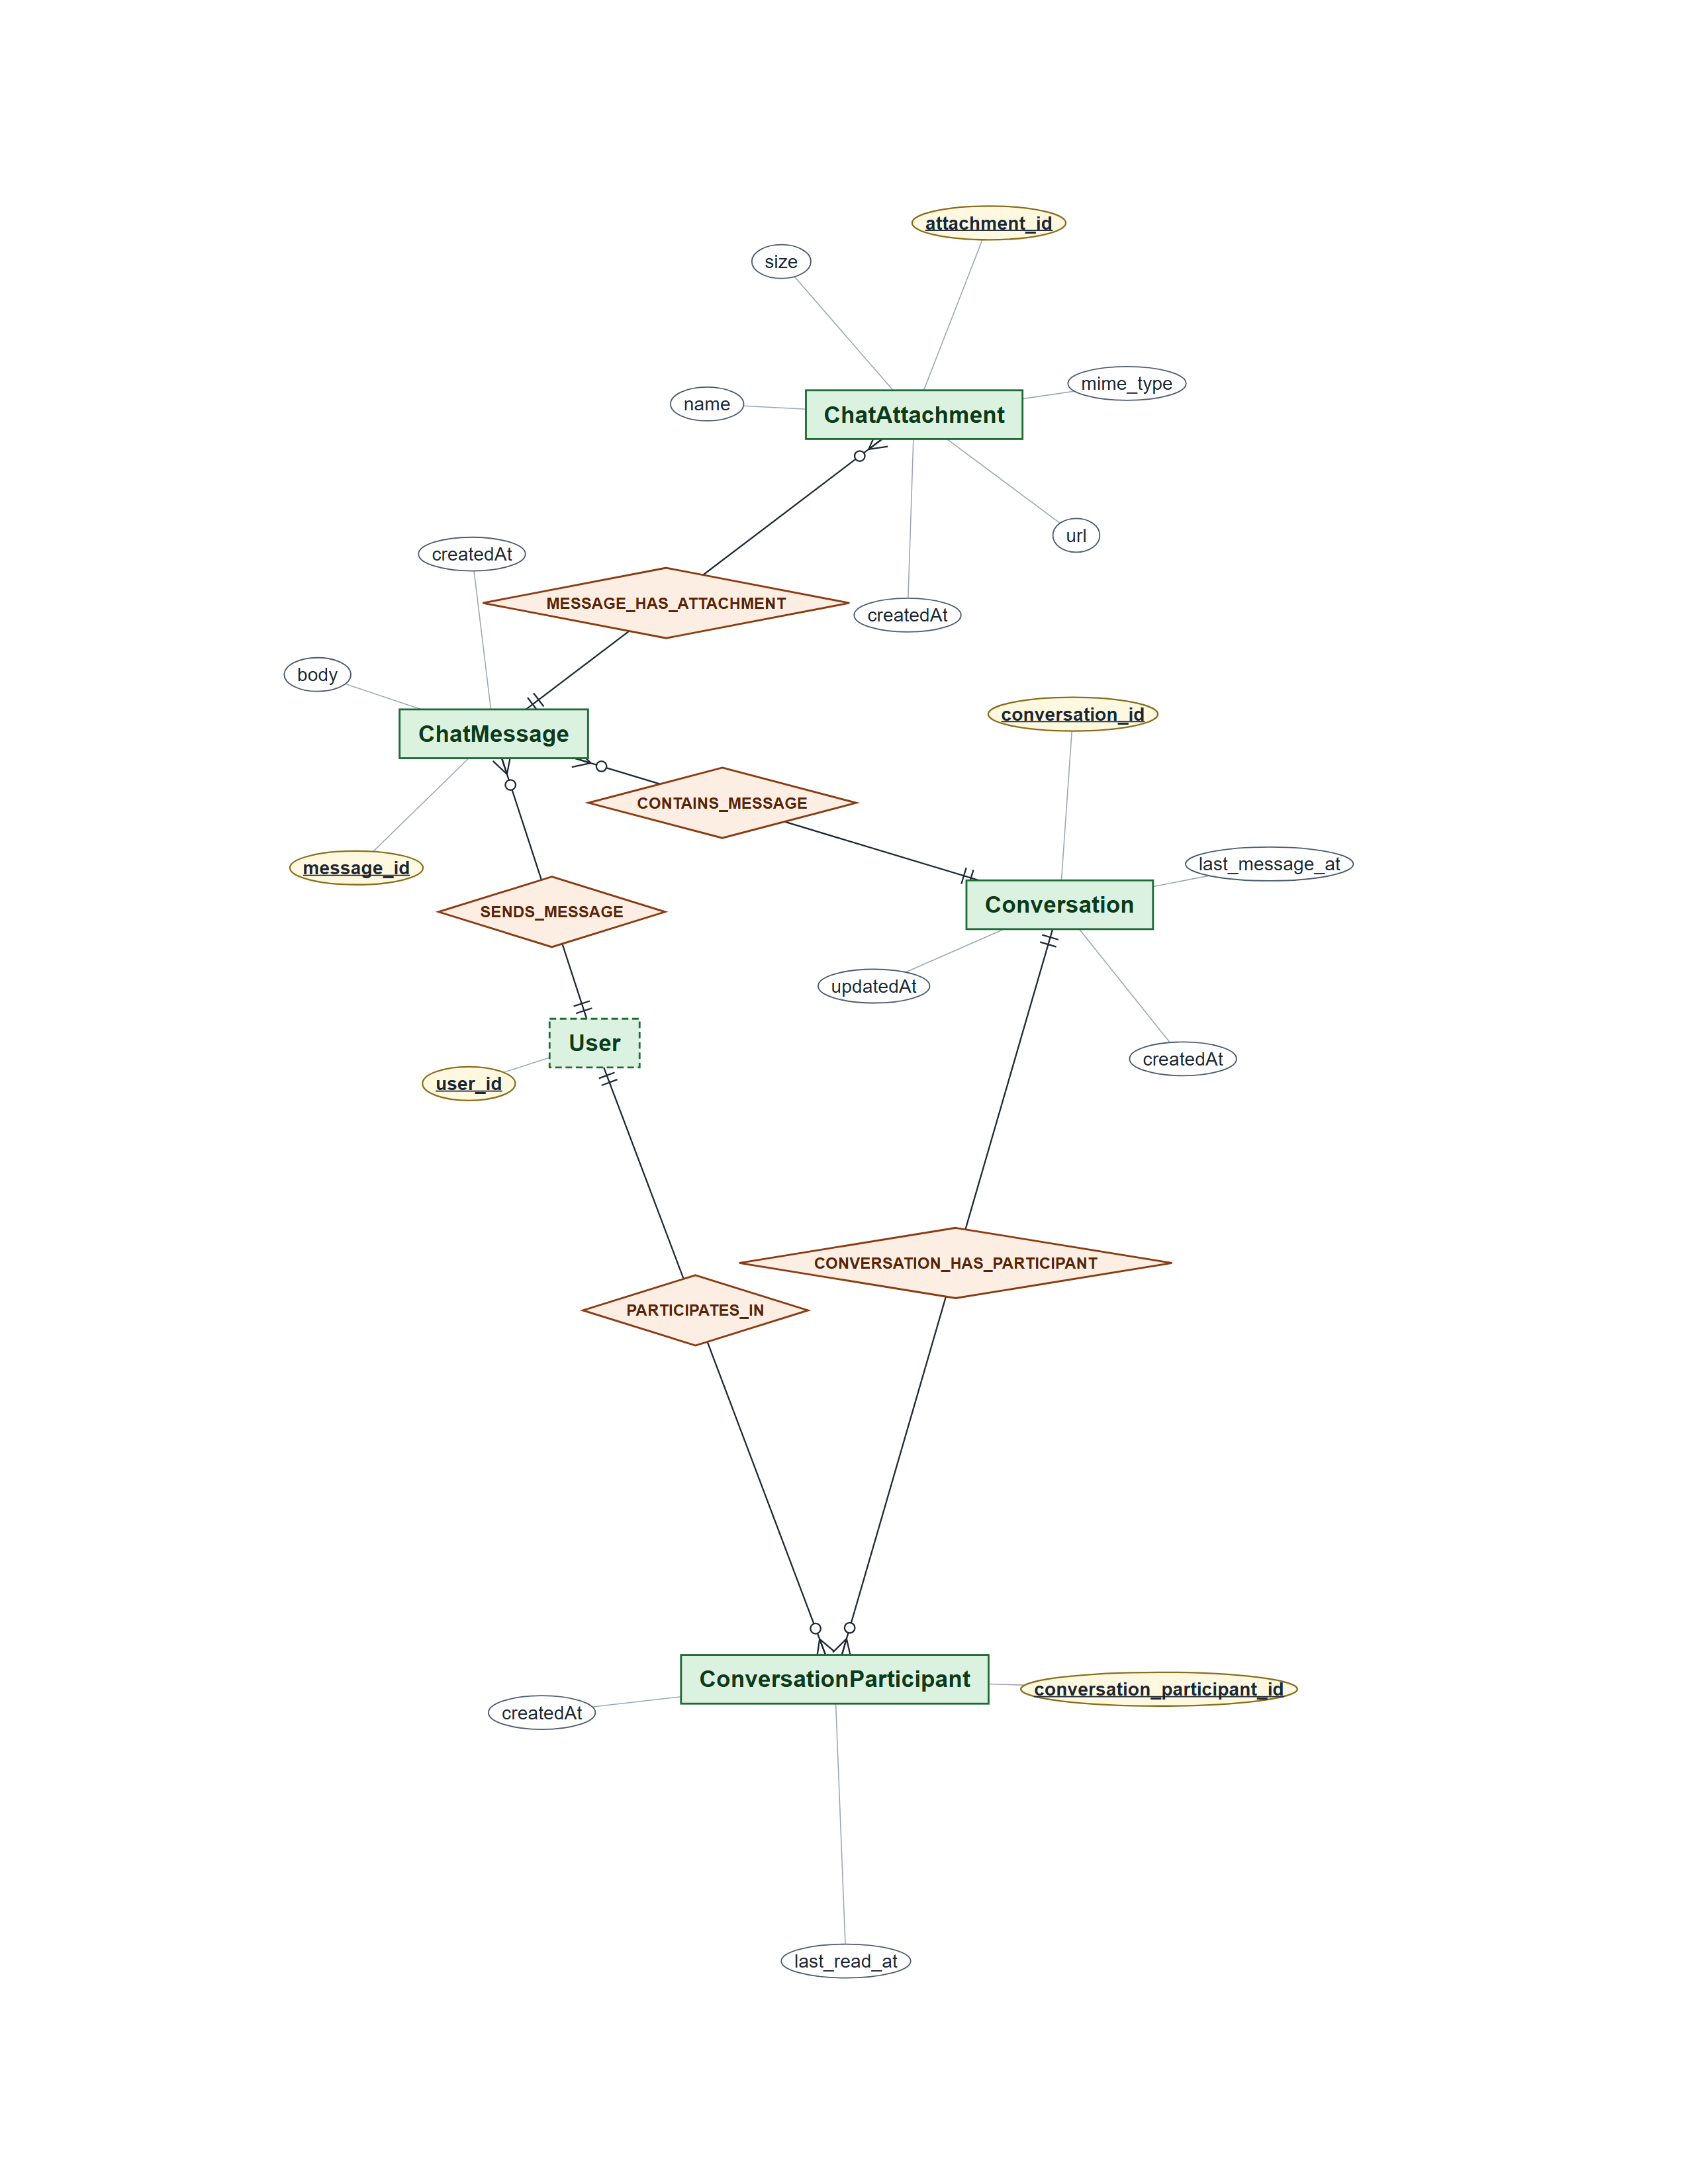 attachment_id
size
mime_type
name
ChatAttachment
url
createdAt
createdAt
MESSAGE_HAS_ATTACHMENT
body
conversation_id
ChatMessage
CONTAINS_MESSAGE
last_message_at
message_id
Conversation
SENDS_MESSAGE
updatedAt
User
createdAt
user_id
CONVERSATION_HAS_PARTICIPANT
PARTICIPATES_IN
ConversationParticipant
conversation_participant_id
createdAt
last_read_at